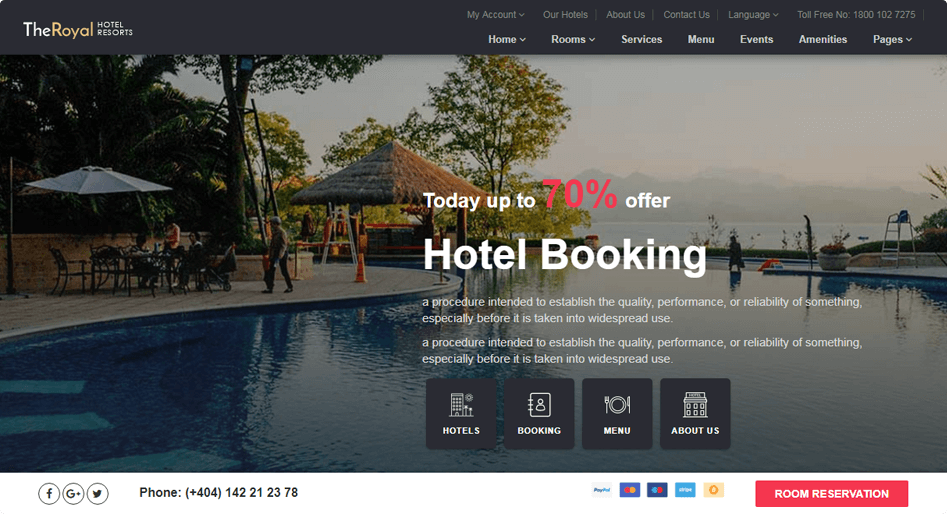 My Account
Our Hotels
About Us
Contact Us
Language
Toll Free No: 1800 102 7275
TheRoyal HOTEL RESORTS
Home
Rooms
Services
Menu
Events
Amenities
Pages
Today up to 70% offer
Hotel Booking
a procedure intended to establish the quality, performance, or reliability of something,
especially before it is taken into widespread use.
a procedure intended to establish the quality, performance, or reliability of something,
especially before it is taken into widespread use.
HOTEL
HOTELS
BOOKING
MENU
ABOUT US
f
G+
Phone: (+404) 142 21 23 78
PayPal
stripe
ROOM RESERVATION